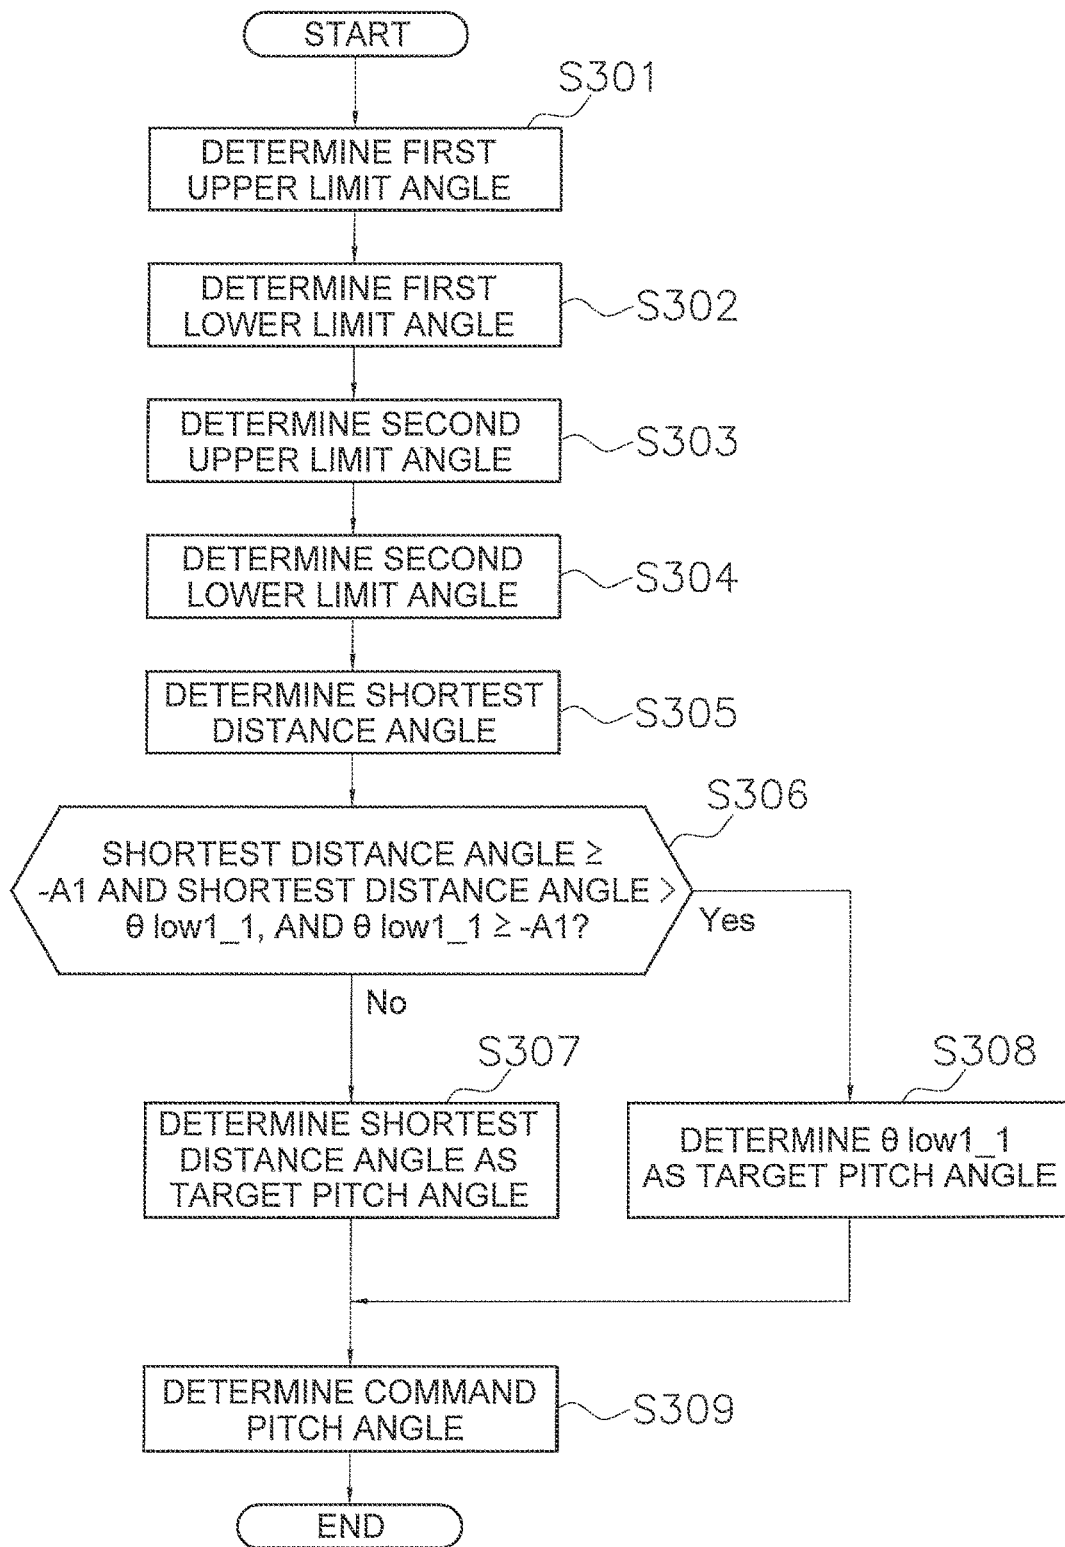 START
S301
DETERMINE FIRST
UPPER LIMIT ANGLE
DETERMINE FIRST
LOWER LIMIT ANGLE
S302
DETERMINE SECOND
UPPER LIMIT ANGLE
S303
DETERMINE SECOND
LOWER LIMIT ANGLE
S304
DETERMINE SHORTEST
DISTANCE ANGLE
S305
S306
SHORTEST DISTANCE ANGLE ≥
-A1 AND SHORTEST DISTANCE ANGLE >
θ low1_1, AND θ low1_1 ≥ -A1?
Yes
No
S307
DETERMINE SHORTEST
DISTANCE ANGLE AS
TARGET PITCH ANGLE
S308
DETERMINE θ low1_1
AS TARGET PITCH ANGLE
DETERMINE COMMAND
PITCH ANGLE
S309
END